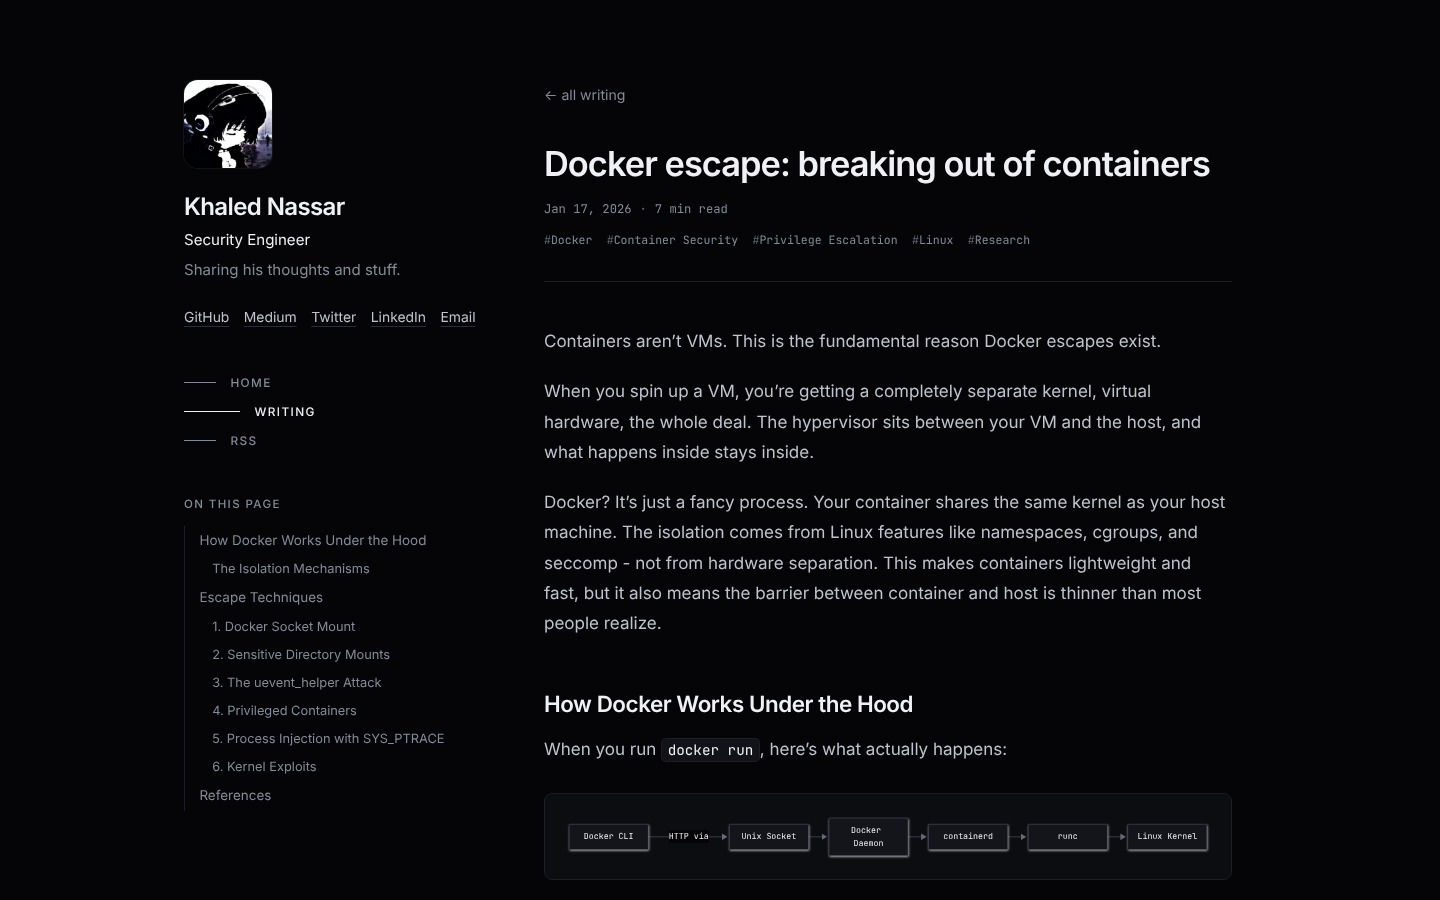 Khaled Nassar
Security Engineer
Sharing his thoughts and stuff.
GitHub Medium Twitter LinkedIn Email
HOME
WRITING
RSS
ON THIS PAGE
How Docker Works Under the Hood
The Isolation Mechanisms
Escape Techniques
1. Docker Socket Mount
2. Sensitive Directory Mounts
3. The uevent_helper Attack
4. Privileged Containers
5. Process Injection with SYS_PTRACE
6. Kernel Exploits
References
← all writing
Docker escape: breaking out of containers
Jan 17, 2026 · 7 min read
#Docker #Container Security #Privilege Escalation #Linux #Research
Containers aren’t VMs. This is the fundamental reason Docker escapes exist.
When you spin up a VM, you’re getting a completely separate kernel, virtual
hardware, the whole deal. The hypervisor sits between your VM and the host, and
what happens inside stays inside.
Docker? It’s just a fancy process. Your container shares the same kernel as your host
machine. The isolation comes from Linux features like namespaces, cgroups, and
seccomp - not from hardware separation. This makes containers lightweight and
fast, but it also means the barrier between container and host is thinner than most
people realize.
How Docker Works Under the Hood
When you run docker run, here’s what actually happens:
Docker CLI
HTTP via
Unix Socket
Docker
Daemon
containerd
runc
Linux Kernel